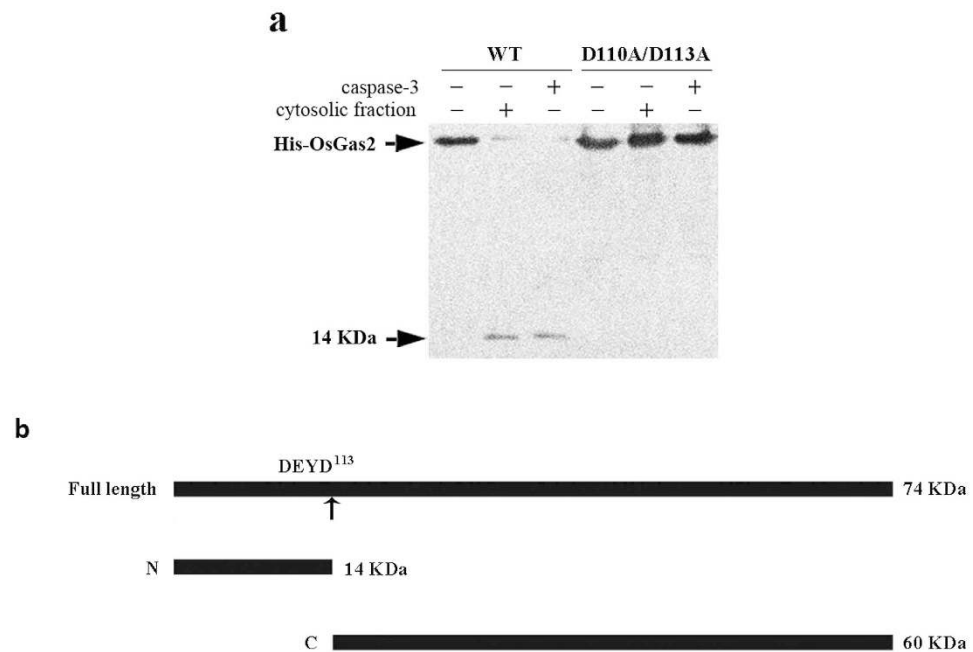 a
WT D110A/D113A
caspase-3 − − + − − +
cytosolic fraction − + − − + −
His-OsGas2
14 KDa
b
DEYD¹¹³
Full length 74 KDa
N 14 KDa
C 60 KDa